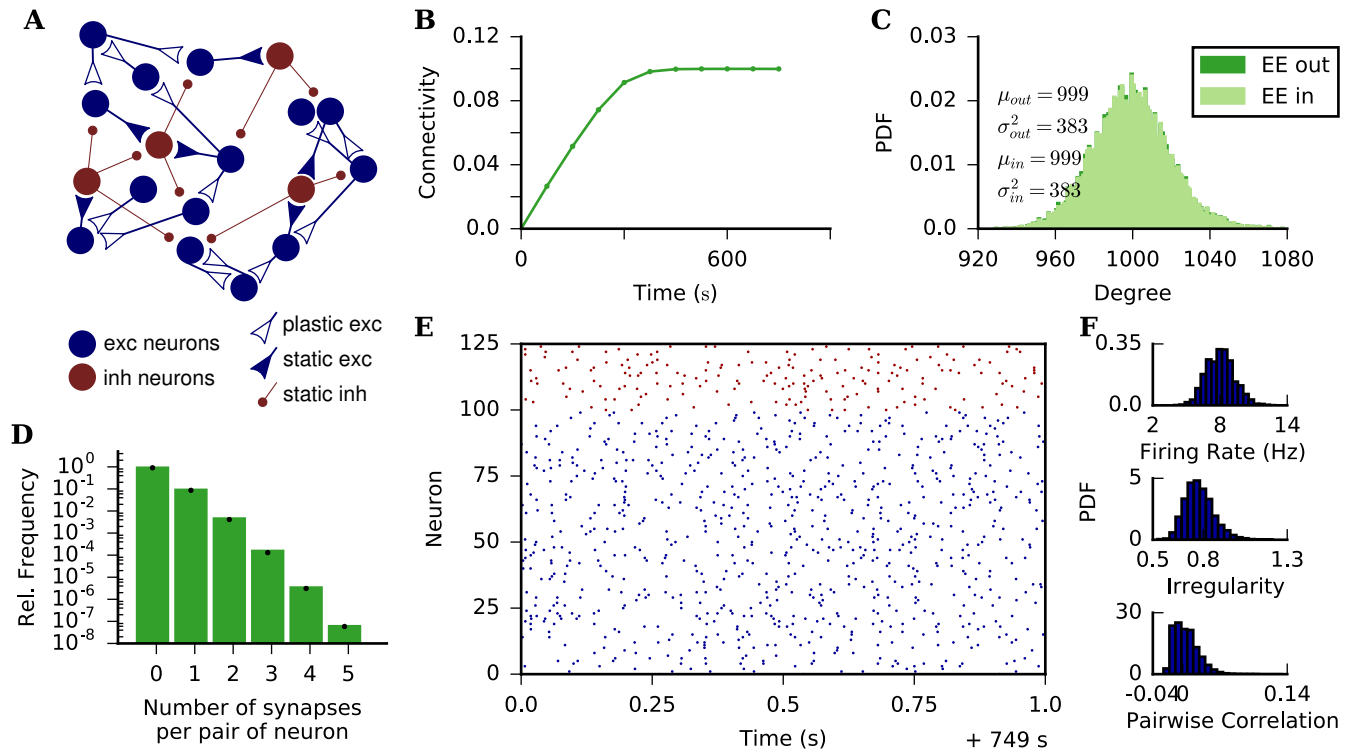 A
plastic exc
exc neurons
static exc
inh neurons
static inh
B
0.12
0.08
0.04
0.00
Connectivity
0
600
Time (s)
C
0.03
0.02
0.01
0.0
PDF
EE out
EE in
μout = 999
σ²out = 383
μin = 999
σ²in = 383
920 960 1000 1040 1080
Degree
D
10^0
10^-1
10^-2
10^-3
10^-4
10^-5
10^-6
10^-7
10^-8
Rel. Frequency
0 1 2 3 4 5
Number of synapses
per pair of neuron
E
125
100
75
50
25
0
Neuron
0.0 0.25 0.5 0.75 1.0
Time (s)
+ 749 s
F
0.35
0.0
2 8 14
Firing Rate (Hz)
PDF
5
0
0.5 0.8 1.3
Irregularity
30
0
-0.04 0 0.14
Pairwise Correlation